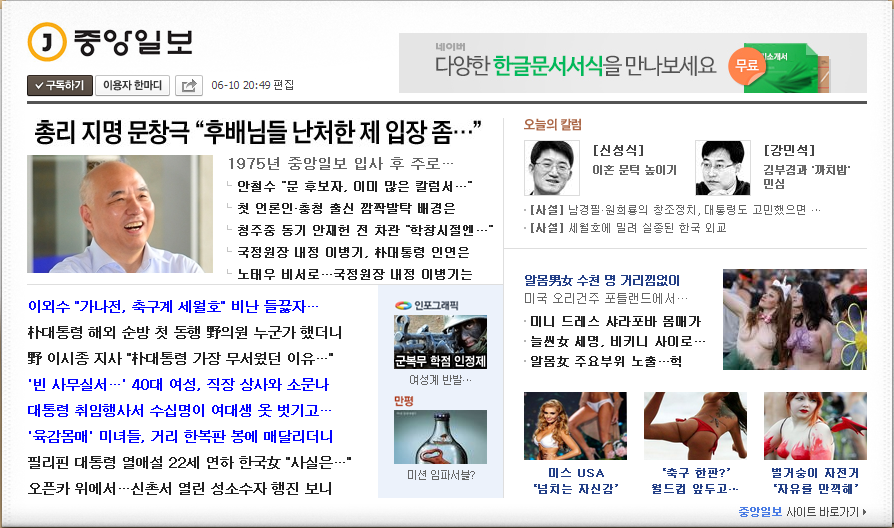 J 중앙일보
네이버
다양한 한글문서서식을 만나보세요
무료
구독하기 이용자 한마디 06-10 20:49 편집
총리 지명 문창극 "후배님들 난처한 제 입장 좀…"
1975년 중앙일보 입사 후 주로…
안철수 "문 후보자, 이미 많은 칼럼서…"
첫 언론인·충청 출신 깜짝발탁 배경은
청주중 동기 안재헌 전 차관 "학창시절엔…"
국정원장 내정 이병기, 朴대통령 인연은
노태우 비서로…국정원장 내정 이병기는
이외수 "가나전, 축구계 세월호" 비난 들끓자…
朴대통령 해외 순방 첫 동행 野의원 누군가 했더니
野 이시종 지사 "朴대통령 가장 무서웠던 이유…"
'빈 사무실서…' 40대 여성, 직장 상사와 소문나
대통령 취임행사서 수십명이 여대생 옷 벗기고…
'육감몸매' 미녀들, 거리 한복판 봉에 매달리더니
필리핀 대통령 열애설 22세 연하 한국女 "사실은…"
오픈카 위에서…신촌서 열린 성소수자 행진 보니
인포그래픽
군복무 학점 인정제
여성계 반발…
만평
미션 임파서블?
오늘의 칼럼
[신성식]
이혼 문턱 높이기
[강민석]
김부겸과 '까치밥' 민심
[사설] 남경필·원희룡의 창조정치, 대통령도 고민했으면 …
[사설] 세월호에 밀려 실종된 한국 외교
알몸男女 수천 명 거리낌없이
미국 오리건주 포틀랜드에서…
미니 드레스 샤라포바 몸매가
늘씬女 세명, 비키니 사이로…
알몸女 주요부위 노출…헉
미스 USA
'넘치는 자신감'
'축구 한판?'
월드컵 앞두고…
벌거숭이 자전거
'자유를 만끽해'
중앙일보 사이트 바로가기